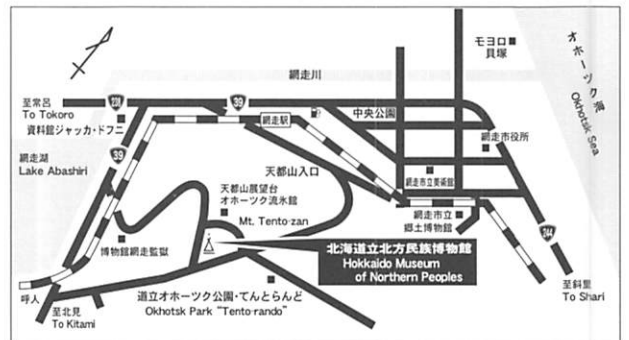 モヨロ
貝塚
オホーツク海
Okhotsk Sea
網走川
至常呂
To Tokoro
238
39
網走駅
中央公園
資料館ジャッカ・ドフニ
網走市役所
39
網走湖
Lake Abashiri
天都山入口
網走市立美術館
天都山展望台
オホーツク流氷館
Mt. Tento-zan
網走市立
郷土博物館
244
博物館網走監獄
北海道立北方民族博物館
Hokkaido Museum
of Northern Peoples
呼人
道立オホーツク公園・てんとらんど
Okhotsk Park "Tento-rando"
至北見
To Kitami
至斜里
To Shari